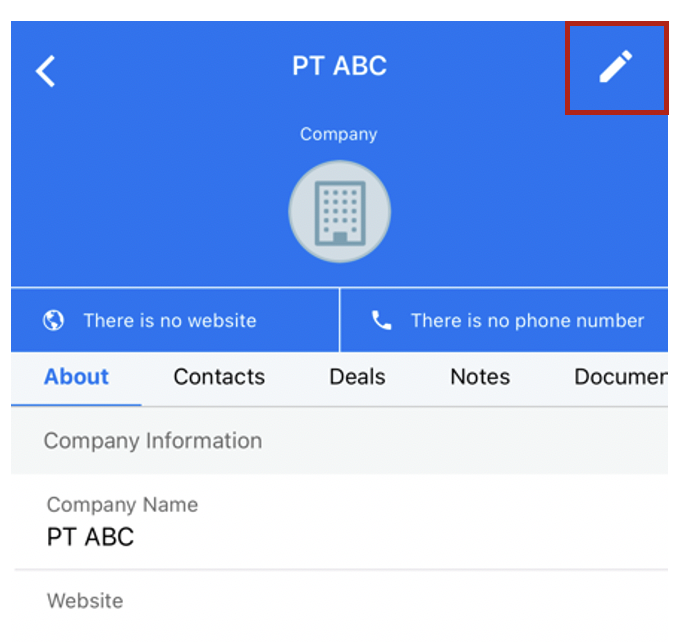 PT ABC
Company
There is no website
There is no phone number
About Contacts Deals Notes Documen
Company Information
Company Name
PT ABC
Website